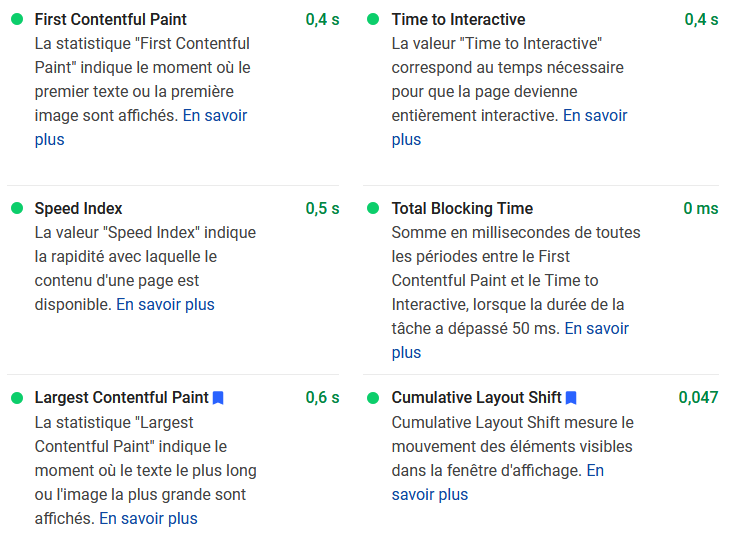 First Contentful Paint 0,4 s
La statistique "First Contentful
Paint" indique le moment où le
premier texte ou la première
image sont affichés. En savoir
plus
Time to Interactive 0,4 s
La valeur "Time to Interactive"
correspond au temps nécessaire
pour que la page devienne
entièrement interactive. En savoir
plus
Speed Index 0,5 s
La valeur "Speed Index" indique
la rapidité avec laquelle le
contenu d'une page est
disponible. En savoir plus
Total Blocking Time 0 ms
Somme en millisecondes de toutes
les périodes entre le First
Contentful Paint et le Time to
Interactive, lorsque la durée de la
tâche a dépassé 50 ms. En savoir
plus
Largest Contentful Paint 0,6 s
La statistique "Largest
Contentful Paint" indique le
moment où le texte le plus long
ou l'image la plus grande sont
affichés. En savoir plus
Cumulative Layout Shift 0,047
Cumulative Layout Shift mesure le
mouvement des éléments visibles
dans la fenêtre d'affichage. En
savoir plus